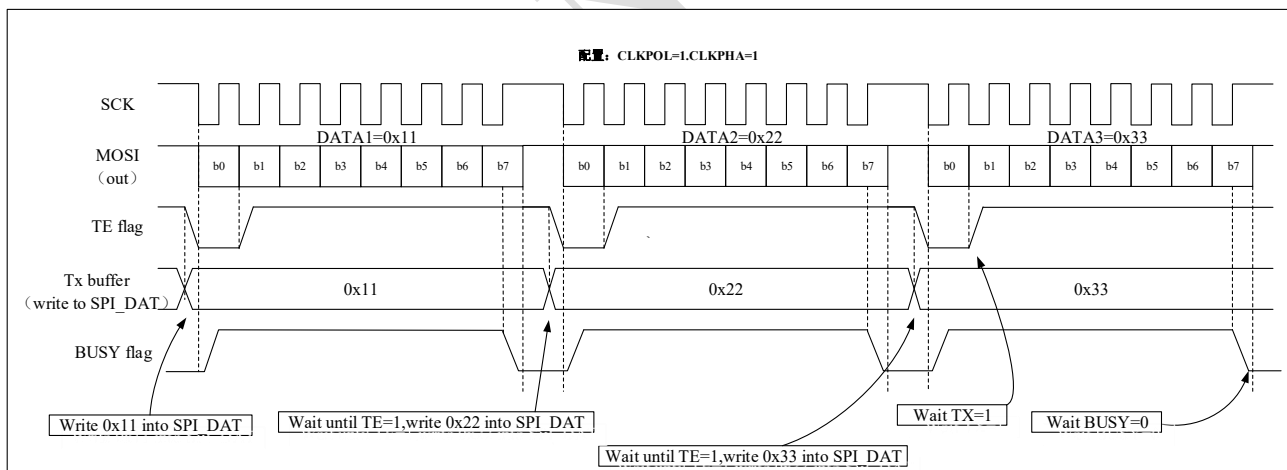 配置：CLKPOL=1.CLKPHA=1
SCK
DATA1=0x11 DATA2=0x22 DATA3=0x33
MOSI
（out）
b0 b1 b2 b3 b4 b5 b6 b7 b0 b1 b2 b3 b4 b5 b6 b7 b0 b1 b2 b3 b4 b5 b6 b7
TE flag
Tx buffer
（write to SPI_DAT）
0x11 0x22 0x33
BUSY flag
Write 0x11 into SPI_DAT
Wait until TE=1,write 0x22 into SPI_DAT
Wait TX=1
Wait BUSY=0
Wait until TE=1,write 0x33 into SPI_DAT